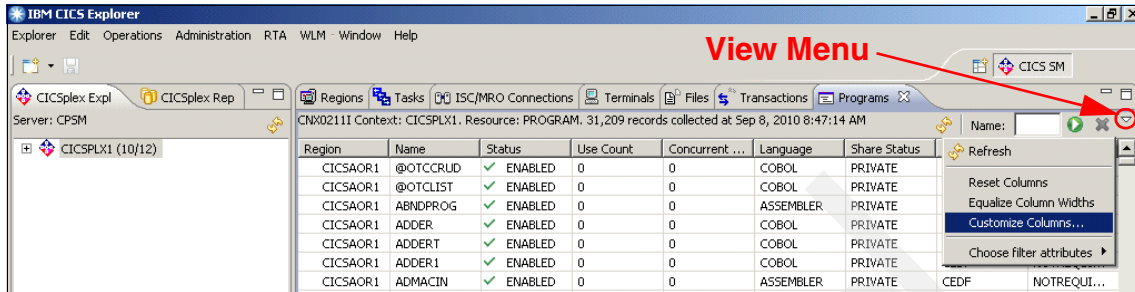 IBM CICS Explorer
Explorer Edit Operations Administration RTA WLM Window Help
View Menu
CICS SM
CICSplex Expl CICSplex Rep Regions Tasks ISC/MRO Connections Terminals Files Transactions Programs
Server: CPSM CNX0211I Context: CICSPLX1. Resource: PROGRAM. 31,209 records collected at Sep 8, 2010 8:47:14 AM Name:
CICSPLX1 (10/12)
Region Name Status Use Count Concurrent ... Language Share Status
CICSAOR1 @OTCCRUD ENABLED 0 0 COBOL PRIVATE
CICSAOR1 @OTCLIST ENABLED 0 0 COBOL PRIVATE
CICSAOR1 ABNDPROG ENABLED 0 0 ASSEMBLER PRIVATE
CICSAOR1 ADDER ENABLED 0 0 COBOL PRIVATE
CICSAOR1 ADDERT ENABLED 0 0 COBOL PRIVATE
CICSAOR1 ADDER1 ENABLED 0 0 COBOL PRIVATE
CICSAOR1 ADMACIN ENABLED 0 0 ASSEMBLER PRIVATE CEDF NOTREQUI...
Refresh
Reset Columns
Equalize Column Widths
Customize Columns...
Choose filter attributes